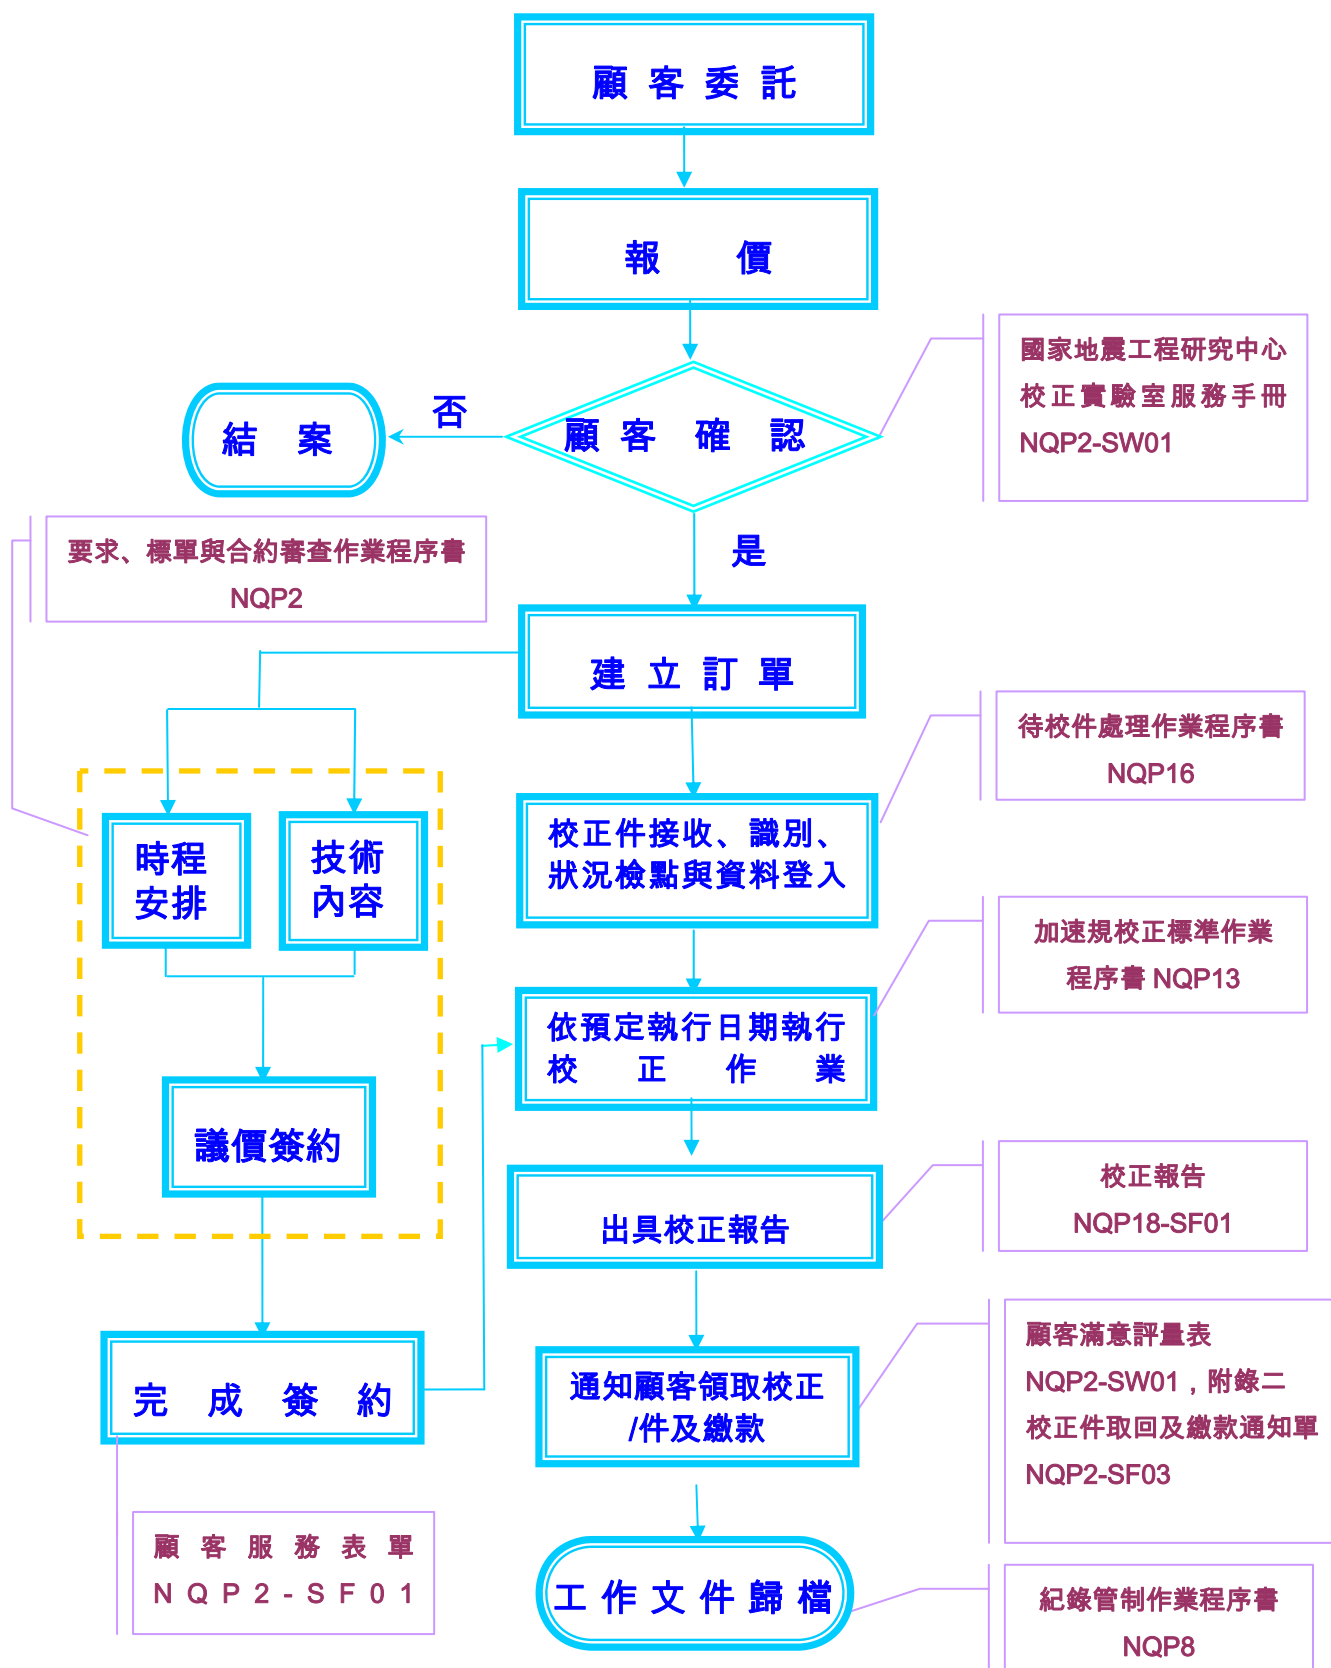 顧客委託
報價
國家地震工程研究中心
校正實驗室服務手冊
NQP2-SW01
顧客確認
否
結案
是
要求、標單與合約審查作業程序書
NQP2
建立訂單
待校件處理作業程序書
NQP16
時程
安排
技術
內容
校正件接收、識別、
狀況檢點與資料登入
加速規校正標準作業
程序書 NQP13
依預定執行日期執行
校正作業
議價簽約
校正報告
NQP18-SF01
出具校正報告
完成簽約
顧客滿意評量表
NQP2-SW01，附錄二
校正件取回及繳款通知單
NQP2-SF03
通知顧客領取校正
/件及繳款
顧客服務表單
NQP2-SF01
工作文件歸檔
紀錄管制作業程序書
NQP8